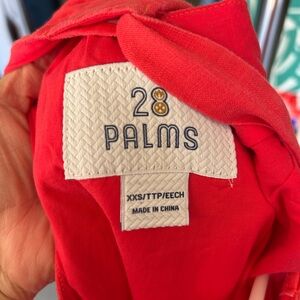 28
PALMS
XXS/TTP/EECH
MADE IN CHINA